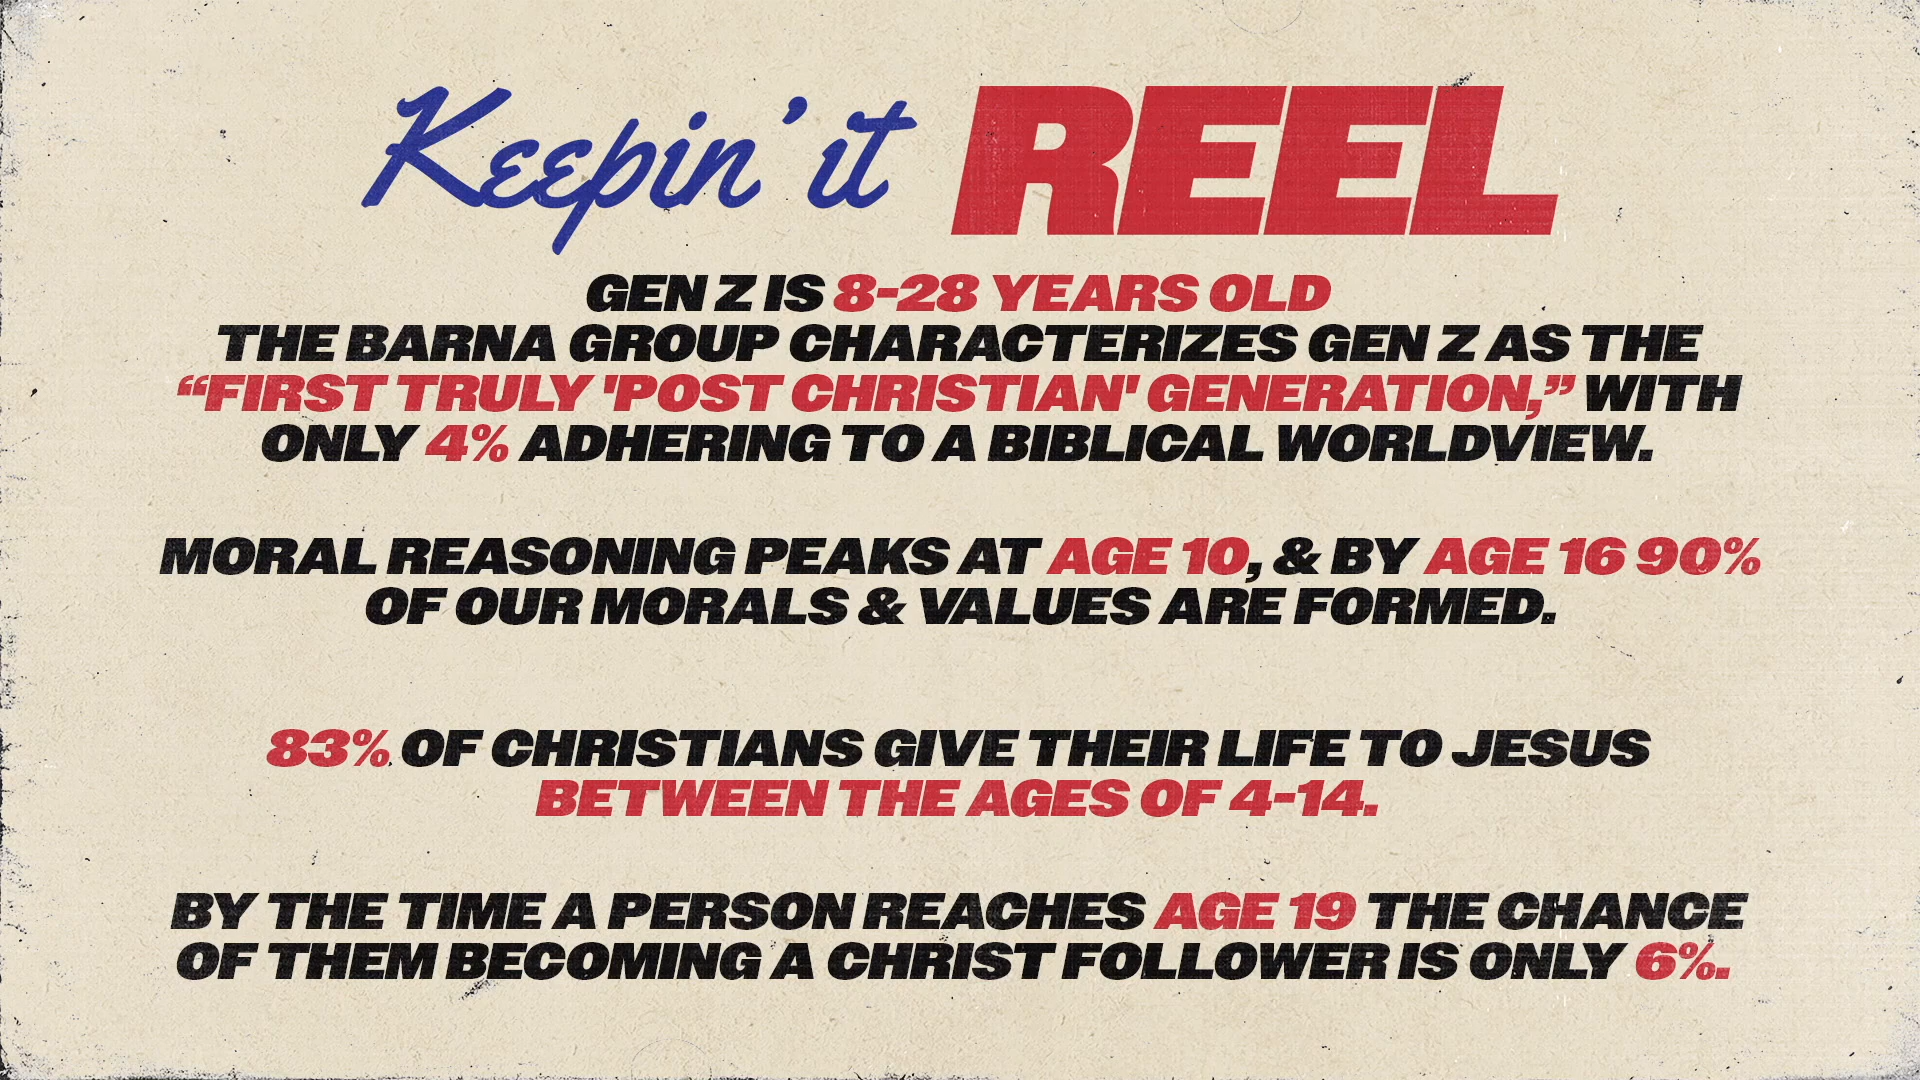 Keepin' it REEL
GEN Z IS 8-28 YEARS OLD
THE BARNA GROUP CHARACTERIZES GEN Z AS THE
“FIRST TRULY 'POST CHRISTIAN' GENERATION,” WITH
ONLY 4% ADHERING TO A BIBLICAL WORLDVIEW.
MORAL REASONING PEAKS AT AGE 10, & BY AGE 16 90%
OF OUR MORALS & VALUES ARE FORMED.
83% OF CHRISTIANS GIVE THEIR LIFE TO JESUS
BETWEEN THE AGES OF 4-14.
BY THE TIME A PERSON REACHES AGE 19 THE CHANCE
OF THEM BECOMING A CHRIST FOLLOWER IS ONLY 6%.